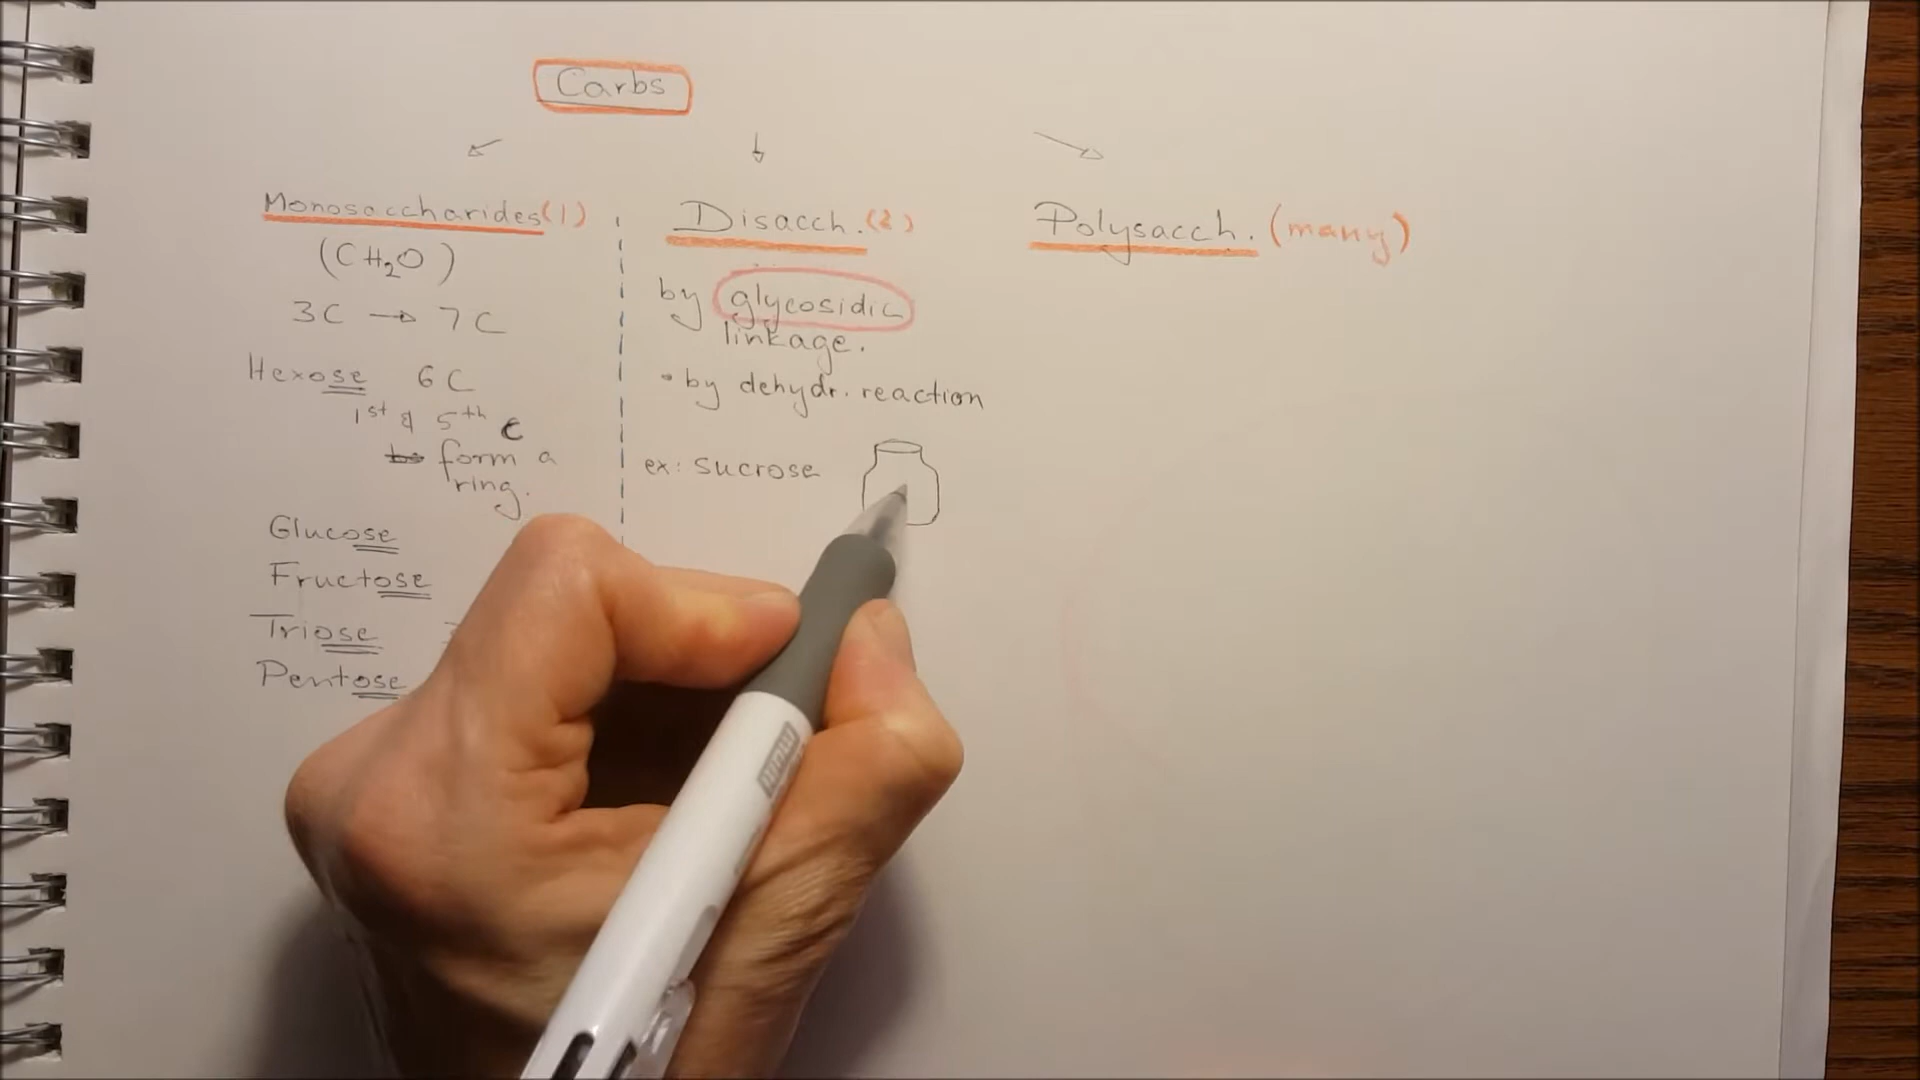 Carbs
Monosaccharides (1)
(CH₂O)
3C → 7C
Hexose 6C
1st & 5th C
form a
ring.
Glucose
Fructose
Triose
Pentose
Disacch. (2)
by glycosidic
linkage.
• by dehydr. reaction
ex: sucrose
Polysacch. (many)